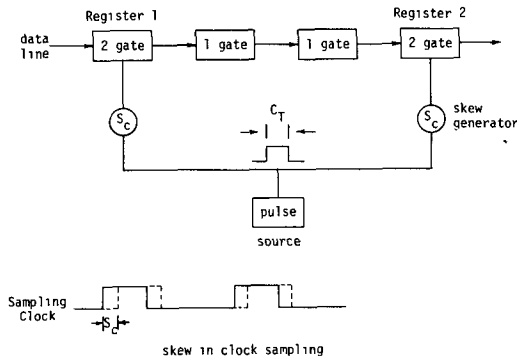 Register 1
Register 2
data
line
2 gate
1 gate
1 gate
2 gate
S_c
C_T
S_c
skew
generator
pulse
source
Sampling
Clock
S_c
skew in clock sampling